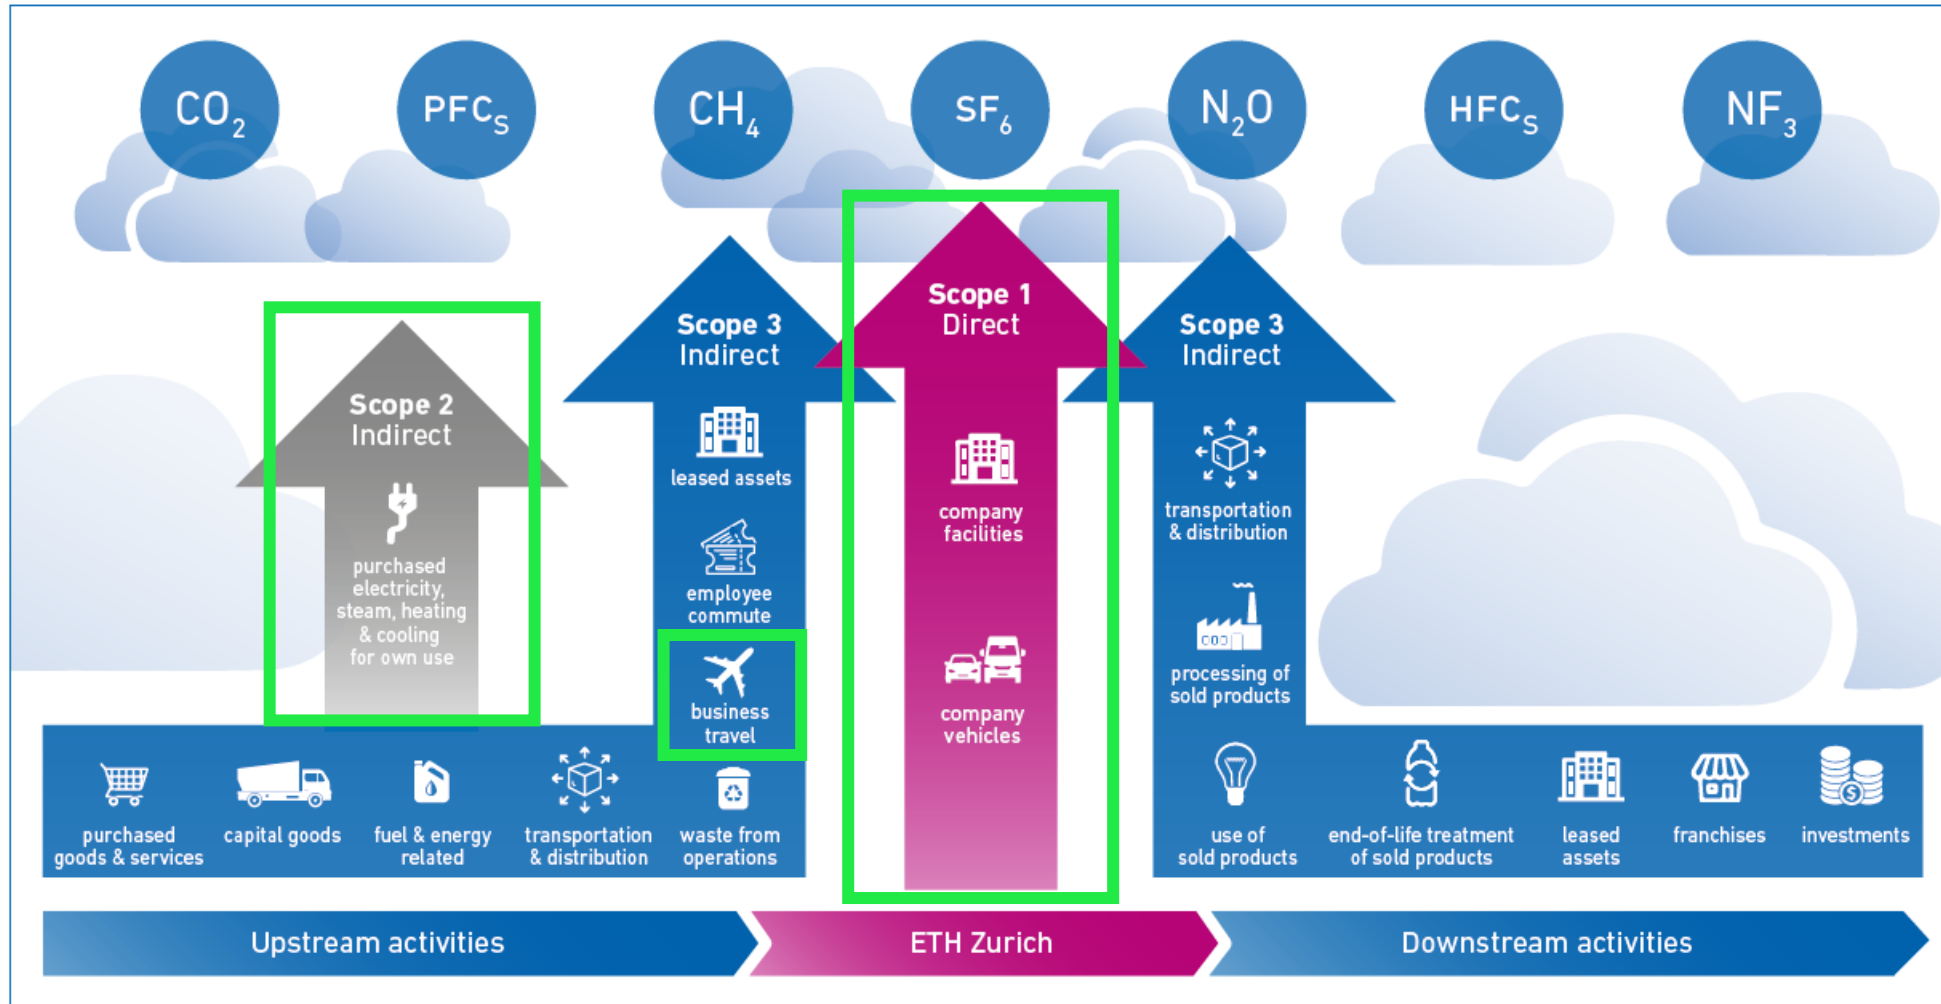 CO₂
PFCS
CH₄
SF₆
N₂O
HFCS
NF₃
Scope 2
Indirect
purchased
electricity,
steam, heating
& cooling
for own use
Scope 3
Indirect
leased assets
employee
commute
business
travel
Scope 1
Direct
company
facilities
company
vehicles
Scope 3
Indirect
transportation
& distribution
processing of
sold products
purchased
goods & services
capital goods
fuel & energy
related
transportation
& distribution
waste from
operations
use of
sold products
end-of-life treatment
of sold products
leased
assets
franchises
investments
Upstream activities
ETH Zurich
Downstream activities